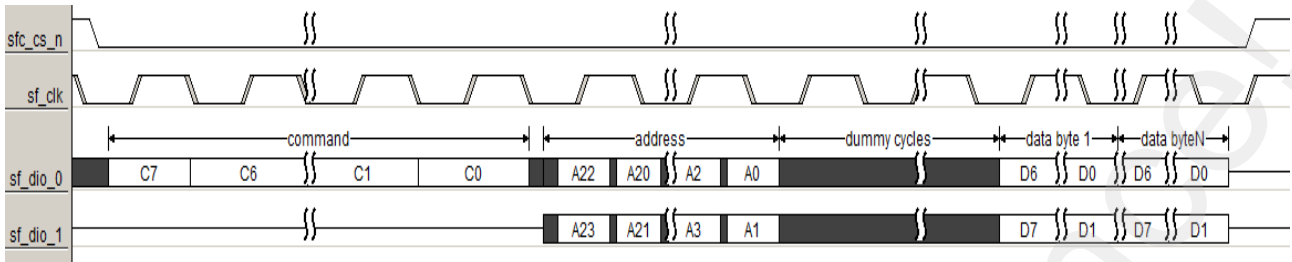 sfc_cs_n
sf_clk
command address dummy cycles data byte 1 data byteN
sf_dio_0 C7 C6 C1 C0 A22 A20 A2 A0 D6 D0 D6 D0
sf_dio_1 A23 A21 A3 A1 D7 D1 D7 D1